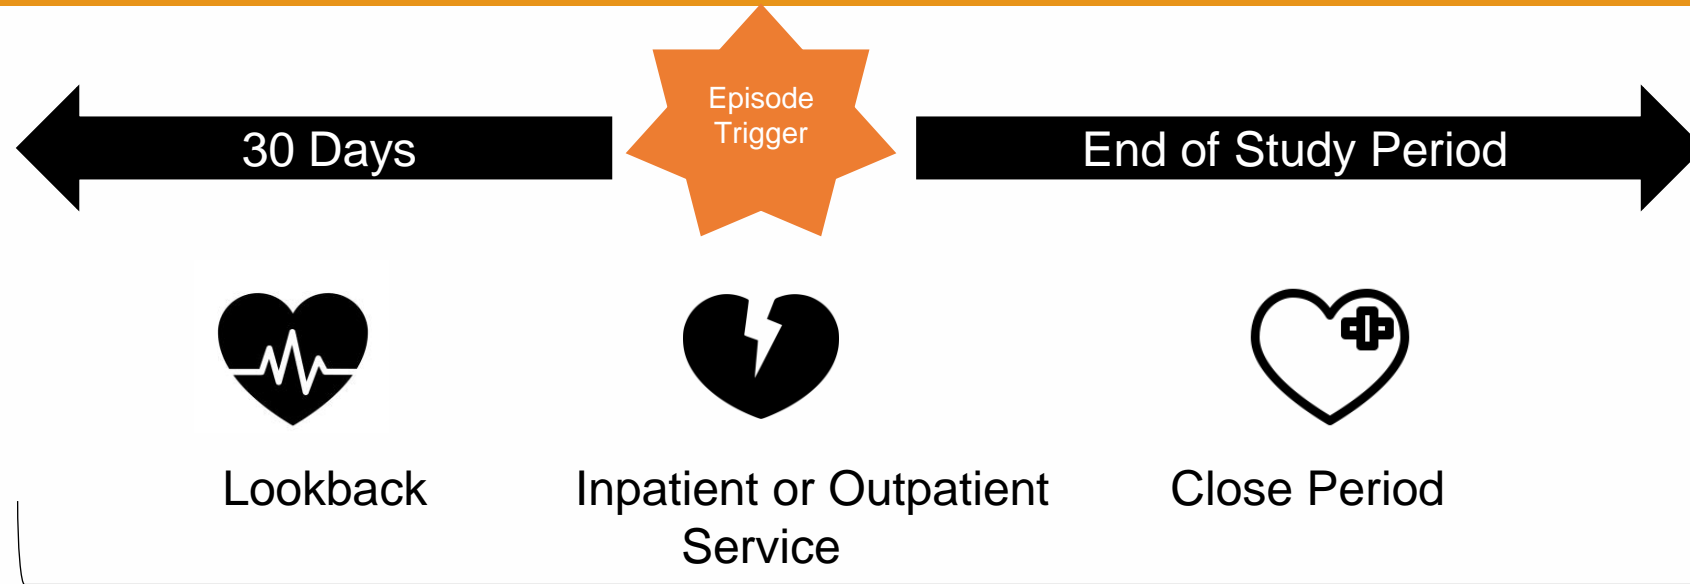 Episode
Trigger
30 Days
End of Study Period
Lookback
Inpatient or Outpatient
Service
Close Period